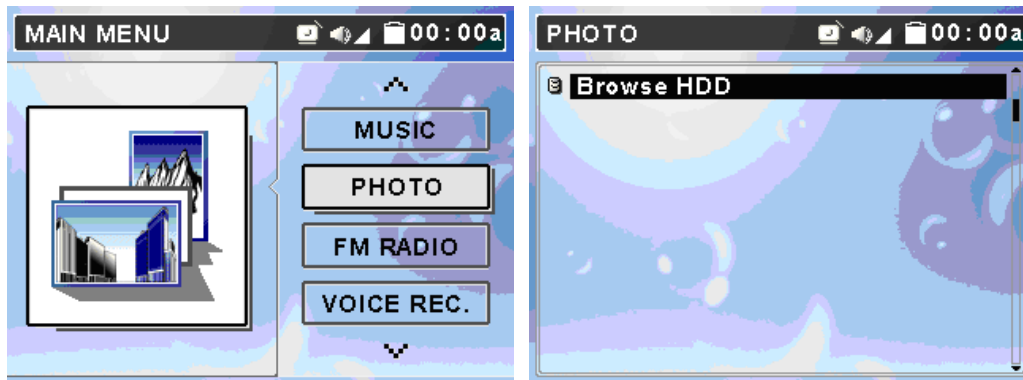 MAIN MENU 00:00a
MUSIC
PHOTO
FM RADIO
VOICE REC.
PHOTO 00:00a
Browse HDD